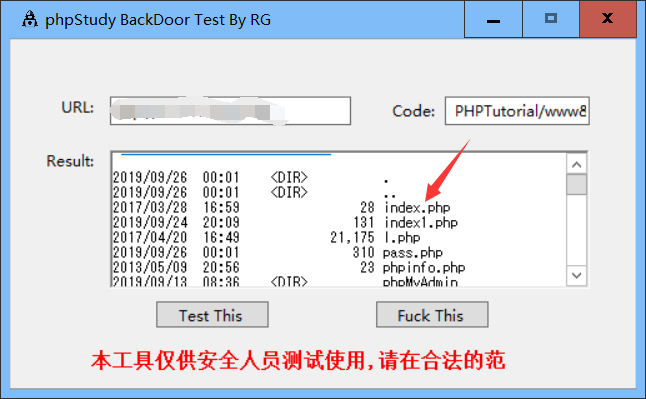 phpStudy BackDoor Test By RG
URL:
Code: PHPTutorial/www8
Result:
2019/09/26 00:01 <DIR> .
2019/09/26 00:01 <DIR> ..
2017/03/28 16:59 28 index.php
2019/09/24 20:09 131 index1.php
2017/04/20 16:49 21,175 l.php
2019/09/26 00:01 310 pass.php
2013/05/09 20:56 23 phpinfo.php
2019/09/13 08:36 <DIR> phpMyAdmin
Test This Fuck This
本工具仅供安全人员测试使用,请在合法的范